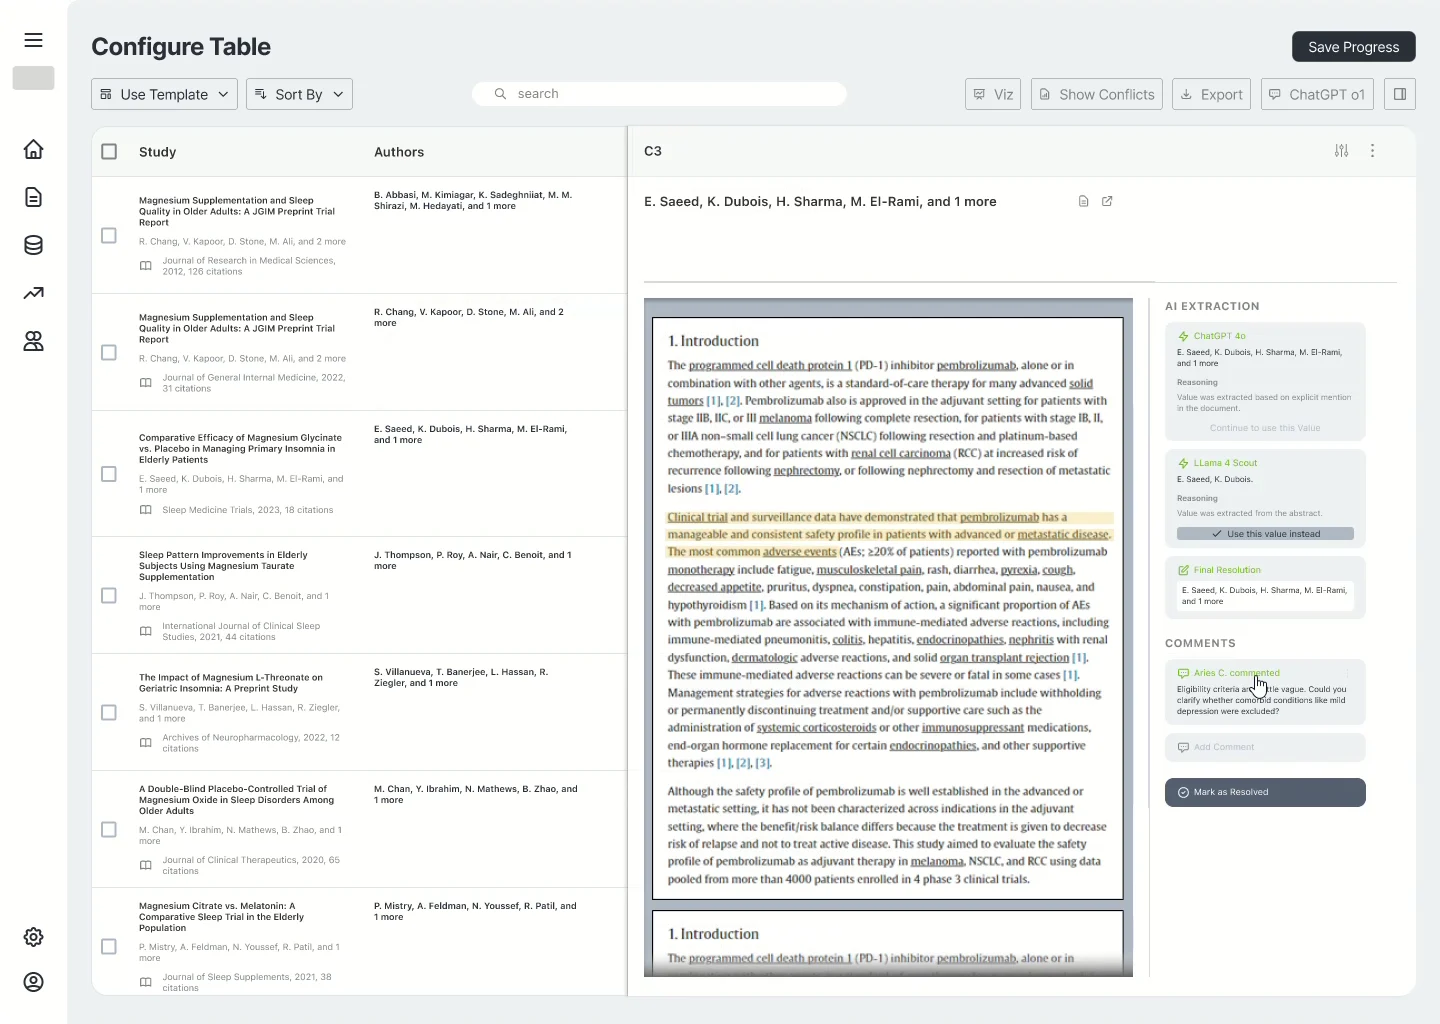 Configure Table
Save Progress
Use Template
Sort By
search
Viz
Show Conflicts
Export
ChatGPT o1
Study
Authors
Magnesium Supplementation and Sleep
Quality in Older Adults: A JGIM Preprint Trial
Report
R. Chang, V. Kapoor, D. Stone, M. Ali, and 2 more
Journal of Research in Medical Sciences,
2012, 126 citations
B. Abbasi, M. Kimiagar, K. Sadeghniiat, M. M.
Shirazi, M. Hedayati, and 1 more
Magnesium Supplementation and Sleep
Quality in Older Adults: A JGIM Preprint Trial
Report
R. Chang, V. Kapoor, D. Stone, M. Ali, and 2 more
Journal of General Internal Medicine, 2022,
31 citations
R. Chang, V. Kapoor, D. Stone, M. Ali, and 2
more
Comparative Efficacy of Magnesium Glycinate
vs. Placebo in Managing Primary Insomnia in
Elderly Patients
E. Saeed, K. Dubois, H. Sharma, M. El-Rami, and
1 more
Sleep Medicine Trials, 2023, 18 citations
E. Saeed, K. Dubois, H. Sharma, M. El-Rami,
and 1 more
Sleep Pattern Improvements in Elderly
Subjects Using Magnesium Taurate
Supplementation
J. Thompson, P. Roy, A. Nair, C. Benoit, and 1
more
International Journal of Clinical Sleep
Studies, 2021, 44 citations
J. Thompson, P. Roy, A. Nair, C. Benoit, and 1
more
The Impact of Magnesium L-Threonate on
Geriatric Insomnia: A Preprint Study
S. Villanueva, T. Banerjee, L. Hassan, R. Ziegler,
and 1 more
Archives of Neuropharmacology, 2022, 12
citations
S. Villanueva, T. Banerjee, L. Hassan, R.
Ziegler, and 1 more
A Double-Blind Placebo-Controlled Trial of
Magnesium Oxide in Sleep Disorders Among
Older Adults
M. Chan, Y. Ibrahim, N. Mathews, B. Zhao, and 1
more
Journal of Clinical Therapeutics, 2020, 65
citations
M. Chan, Y. Ibrahim, N. Mathews, B. Zhao, and
1 more
Magnesium Citrate vs. Melatonin: A
Comparative Sleep Trial in the Elderly
Population
P. Mistry, A. Feldman, N. Youssef, R. Patil, and 1
more
Journal of Sleep Supplements, 2021, 38
citations
P. Mistry, A. Feldman, N. Youssef, R. Patil, and
1 more
C3
E. Saeed, K. Dubois, H. Sharma, M. El-Rami, and 1 more
1. Introduction
The programmed cell death protein 1 (PD-1) inhibitor pembrolizumab, alone or in
combination with other agents, is a standard-of-care therapy for many advanced solid
tumors [1], [2]. Pembrolizumab also is approved in the adjuvant setting for patients with
stage IIB, IIC, or III melanoma following complete resection, for patients with stage IB, II,
or IIIA non–small cell lung cancer (NSCLC) following resection and platinum-based
chemotherapy, and for patients with renal cell carcinoma (RCC) at increased risk of
recurrence following nephrectomy, or following nephrectomy and resection of metastatic
lesions [1], [2].
Clinical trial and surveillance data have demonstrated that pembrolizumab has a
manageable and consistent safety profile in patients with advanced or metastatic disease.
The most common adverse events (AEs; ≥20% of patients) reported with pembrolizumab
monotherapy include fatigue, musculoskeletal pain, rash, diarrhea, pyrexia, cough,
decreased appetite, pruritus, dyspnea, constipation, pain, abdominal pain, nausea, and
hypothyroidism [1]. Based on its mechanism of action, a significant proportion of AEs
with pembrolizumab are associated with immune-mediated adverse reactions, including
immune-mediated pneumonitis, colitis, hepatitis, endocrinopathies, nephritis with renal
dysfunction, dermatologic adverse reactions, and solid organ transplant rejection [1].
These immune-mediated adverse reactions can be severe or fatal in some cases [1].
Management strategies for adverse reactions with pembrolizumab include withholding
or permanently discontinuing treatment and/or supportive care such as the
administration of systemic corticosteroids or other immunosuppressant medications,
end-organ hormone replacement for certain endocrinopathies, and other supportive
therapies [1], [2], [3].
Although the safety profile of pembrolizumab is well established in the advanced or
metastatic setting, it has not been characterized across indications in the adjuvant
setting, where the benefit/risk balance differs because the treatment is given to decrease
risk of relapse and not to treat active disease. This study aimed to evaluate the safety
profile of pembrolizumab as adjuvant therapy in melanoma, NSCLC, and RCC using data
pooled from more than 4000 patients enrolled in 4 phase 3 clinical trials.
1. Introduction
The programmed cell death protein 1 (PD-1) inhibitor pembrolizumab, alone or in
AI EXTRACTION
ChatGPT 4o
E. Saeed, K. Dubois, H. Sharma, M. El-Rami,
and 1 more
Reasoning
Value was extracted based on explicit mention
in the document.
Continue to use this Value
LLama 4 Scout
E. Saeed, K. Dubois.
Reasoning
Value was extracted from the abstract.
Use this value instead
Final Resolution
E. Saeed, K. Dubois, H. Sharma, M. El-Rami,
and 1 more
COMMENTS
Aries C. commented
Eligibility criteria vague. Could you
clarify whether comorbid conditions like mild
depression were excluded?
Add Comment
Mark as Resolved